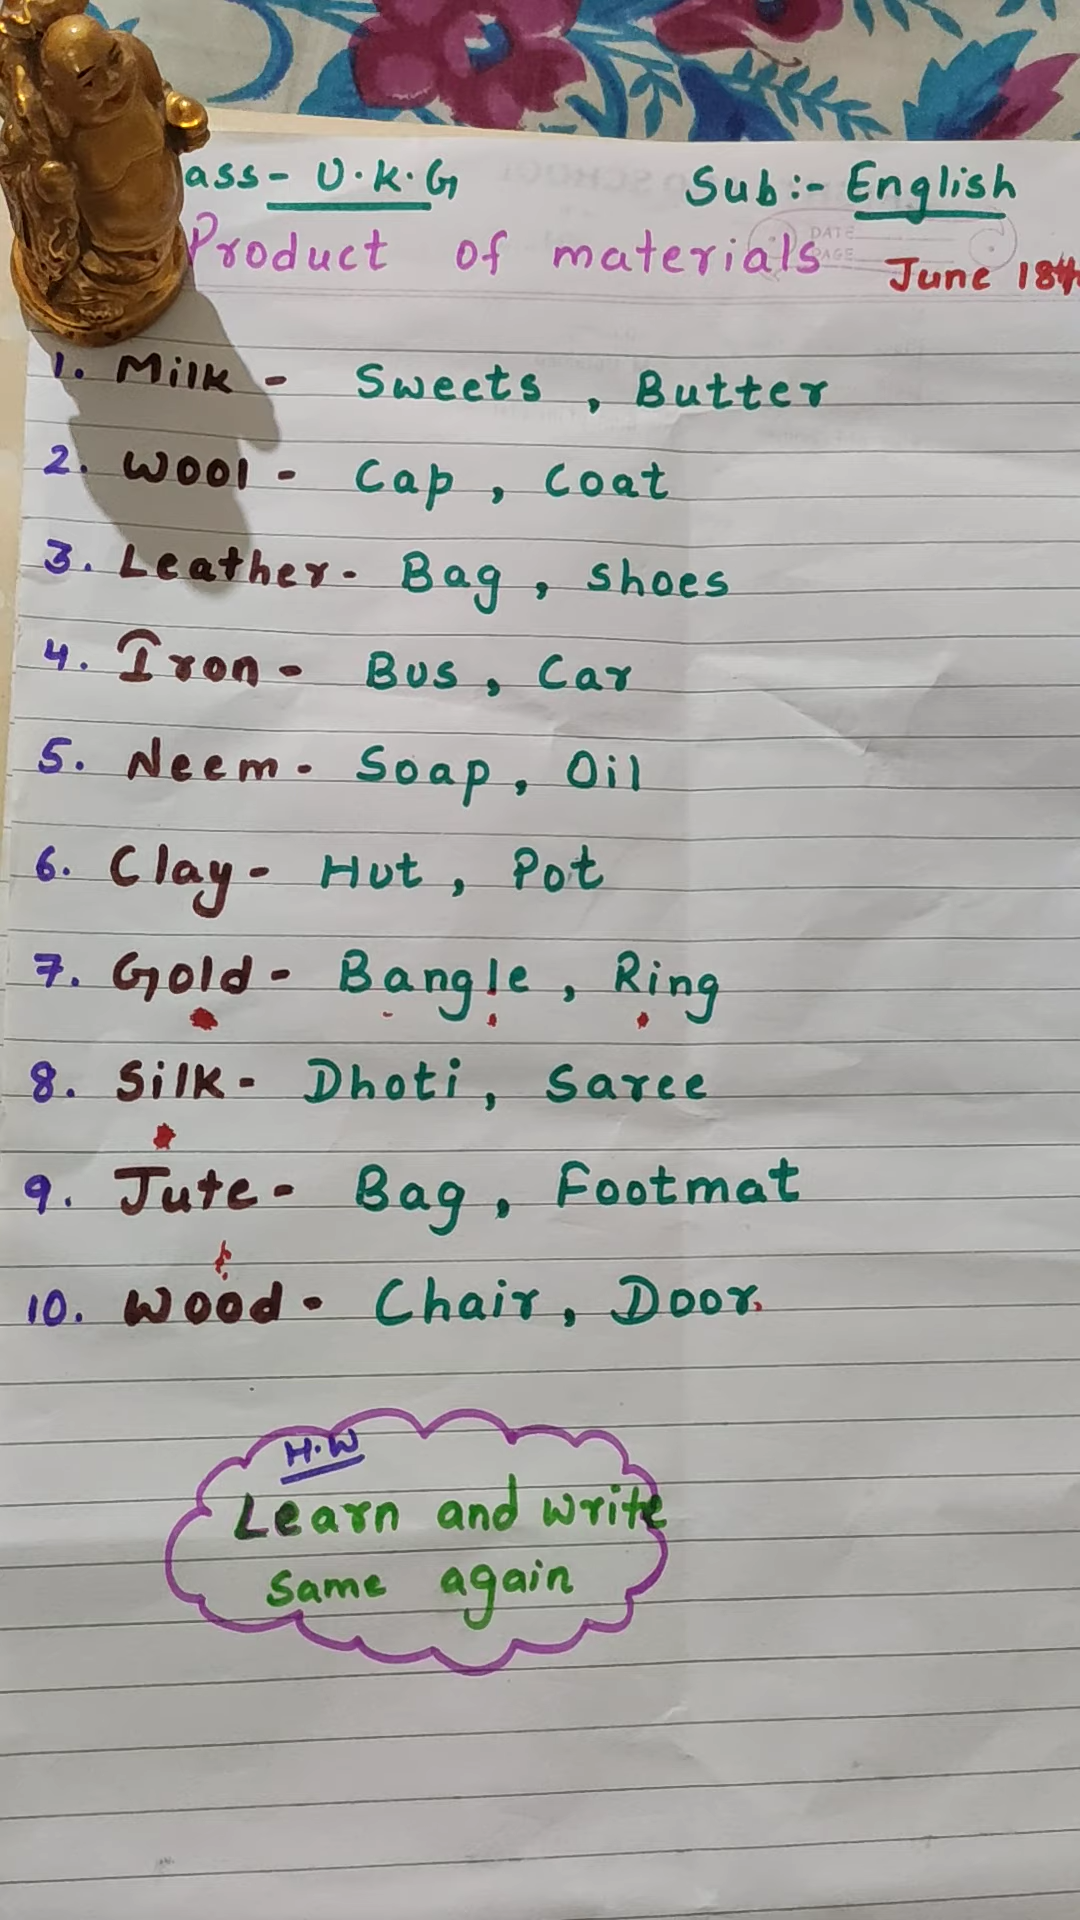 ass- U.K.G Sub:- English
Product of materials
DATE
PAGE
June 18th
1. Milk - Sweets, Butter
2. Wool - Cap, Coat
3. Leather- Bag, Shoes
4. Iron - Bus, Car
5. Neem - Soap, Oil
6. Clay - Hut, Pot
7. Gold - Bangle, Ring
8. Silk - Dhoti, Saree
9. Jute - Bag, Footmat
10. Wood - Chair, Door.
H.W
Learn and write
same again